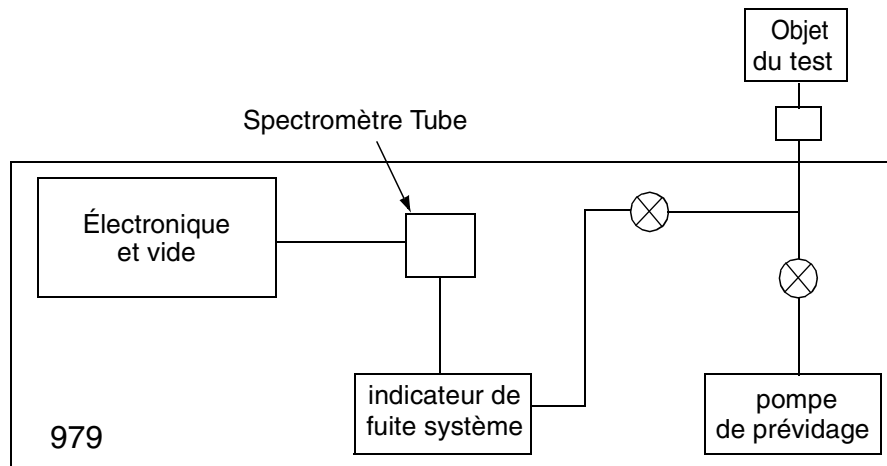 Objet
du test
Spectromètre Tube
Électronique
et vide
indicateur de
fuite système
pompe
de prévidage
979